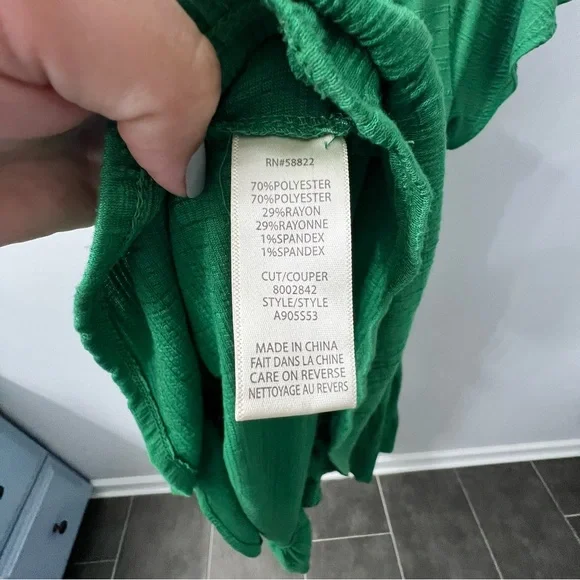 RN#58822
70%POLYESTER
70%POLYESTER
29%RAYON
29%RAYONNE
1%SPANDEX
1%SPANDEX
CUT/COUPER
8002842
STYLE/STYLE
A905S53
MADE IN CHINA
FAIT DANS LA CHINE
CARE ON REVERSE
NETTOYAGE AU REVERS